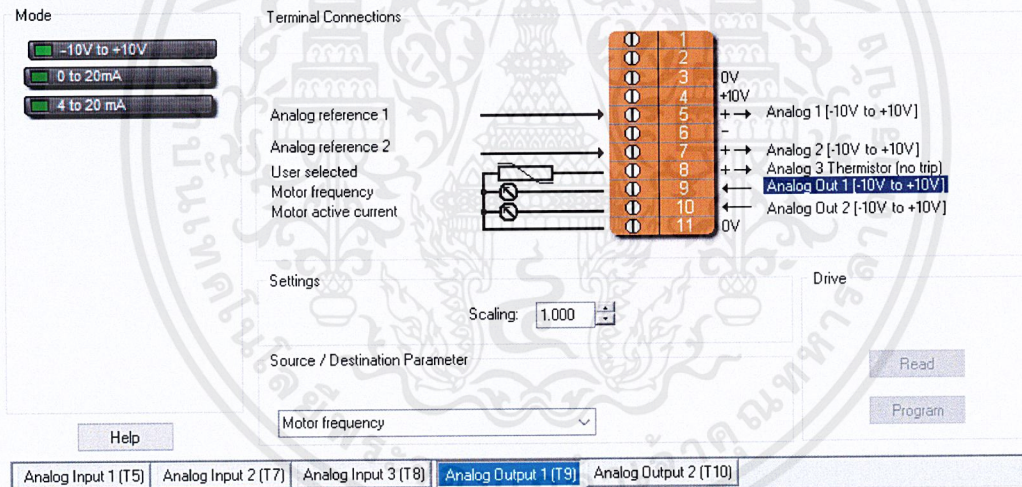 Mode
-10V to +10V
0 to 20mA
4 to 20 mA
Help
Terminal Connections
1
2
3 0V
4 +10V
Analog reference 1 5 + Analog 1 [-10V to +10V]
6 -
Analog reference 2 7 + Analog 2 [-10V to +10V]
User selected 8 + Analog 3 Thermistor (no trip)
Motor frequency 9 Analog Out 1 [-10V to +10V]
Motor active current 10 Analog Out 2 [-10V to +10V]
11 0V
Settings
Scaling: 1.000
Source / Destination Parameter
Motor frequency
Drive
Read
Program
Analog Input 1 (T5) Analog Input 2 (T7) Analog Input 3 (T8) Analog Output 1 (T9) Analog Output 2 (T10)